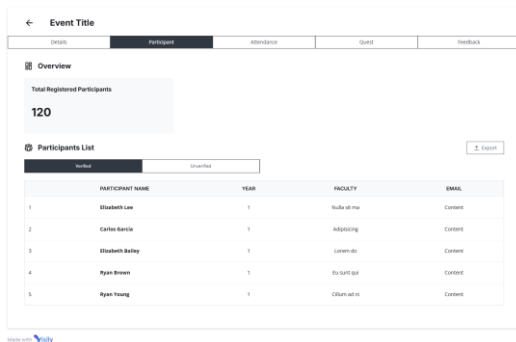 ← Event Title
Details Participant Attendance Quest Feedback
Overview
Total Registered Participants
120
Participants List Export
Verified Unverified
PARTICIPANT NAME YEAR FACULTY EMAIL
1 Elizabeth Lee 1 Nulla sit ma Content
2 Carlos Garcia 1 Adipisicing Content
3 Elizabeth Bailey 1 Lorem do Content
4 Ryan Brown 1 Eu sunt qui Content
5 Ryan Young 1 Cillum ad ni Content
Made with Visily